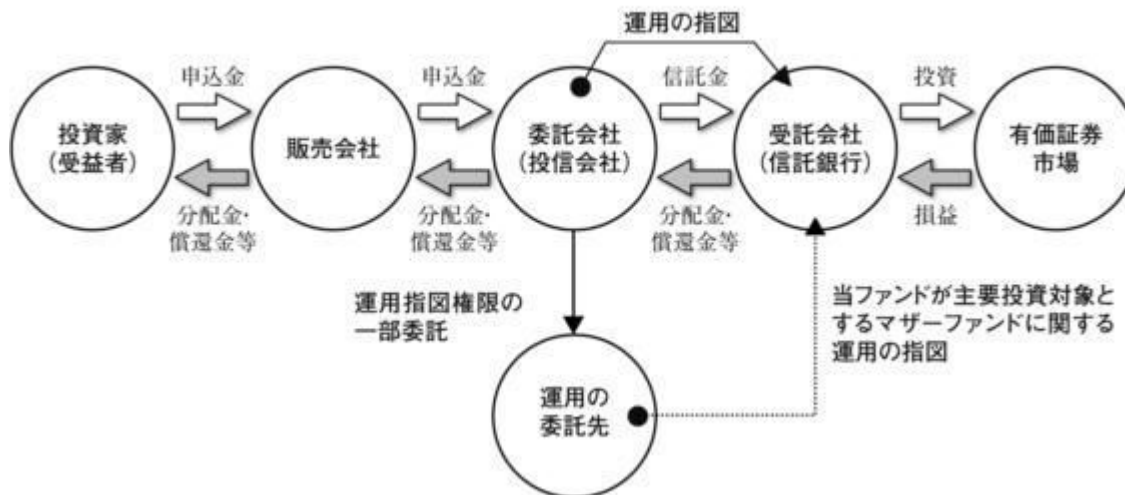 運用の指図
申込金
申込金
信託金
投資
投資家
(受益者)
販売会社
委託会社
(投信会社)
受託会社
(信託銀行)
有価証券
市場
分配金・
償還金等
分配金・
償還金等
分配金・
償還金等
損益
運用指図権限の
一部委託
当ファンドが主要投資対象と
するマザーファンドに関する
運用の指図
運用の
委託先